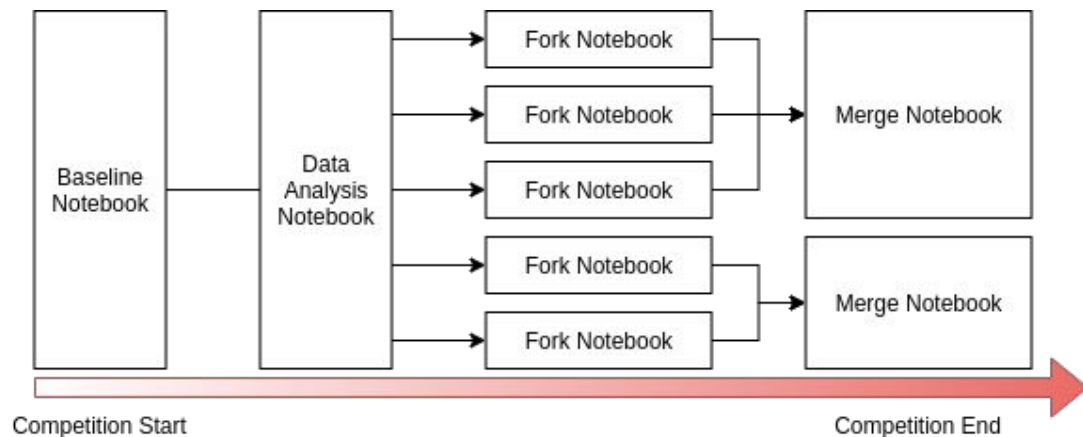 Baseline
Notebook
Data
Analysis
Notebook
Fork Notebook
Fork Notebook
Fork Notebook
Fork Notebook
Fork Notebook
Merge Notebook
Merge Notebook
Competition Start
Competition End